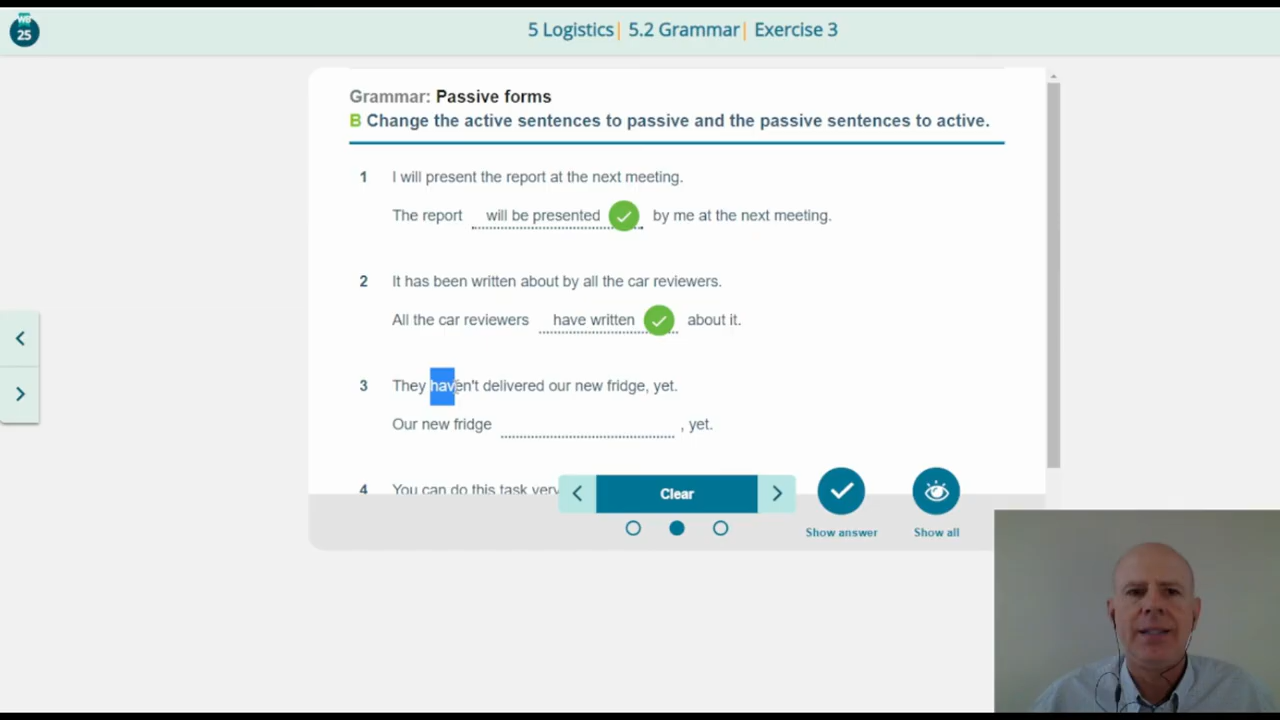 WB
25
5 Logistics| 5.2 Grammar| Exercise 3
Grammar: Passive forms
B Change the active sentences to passive and the passive sentences to active.
1 I will present the report at the next meeting.
The report will be presented by me at the next meeting.
2 It has been written about by all the car reviewers.
All the car reviewers have written about it.
3 They haven't delivered our new fridge, yet.
Our new fridge , yet.
4 You can do this task very
Clear
Show answer
Show all